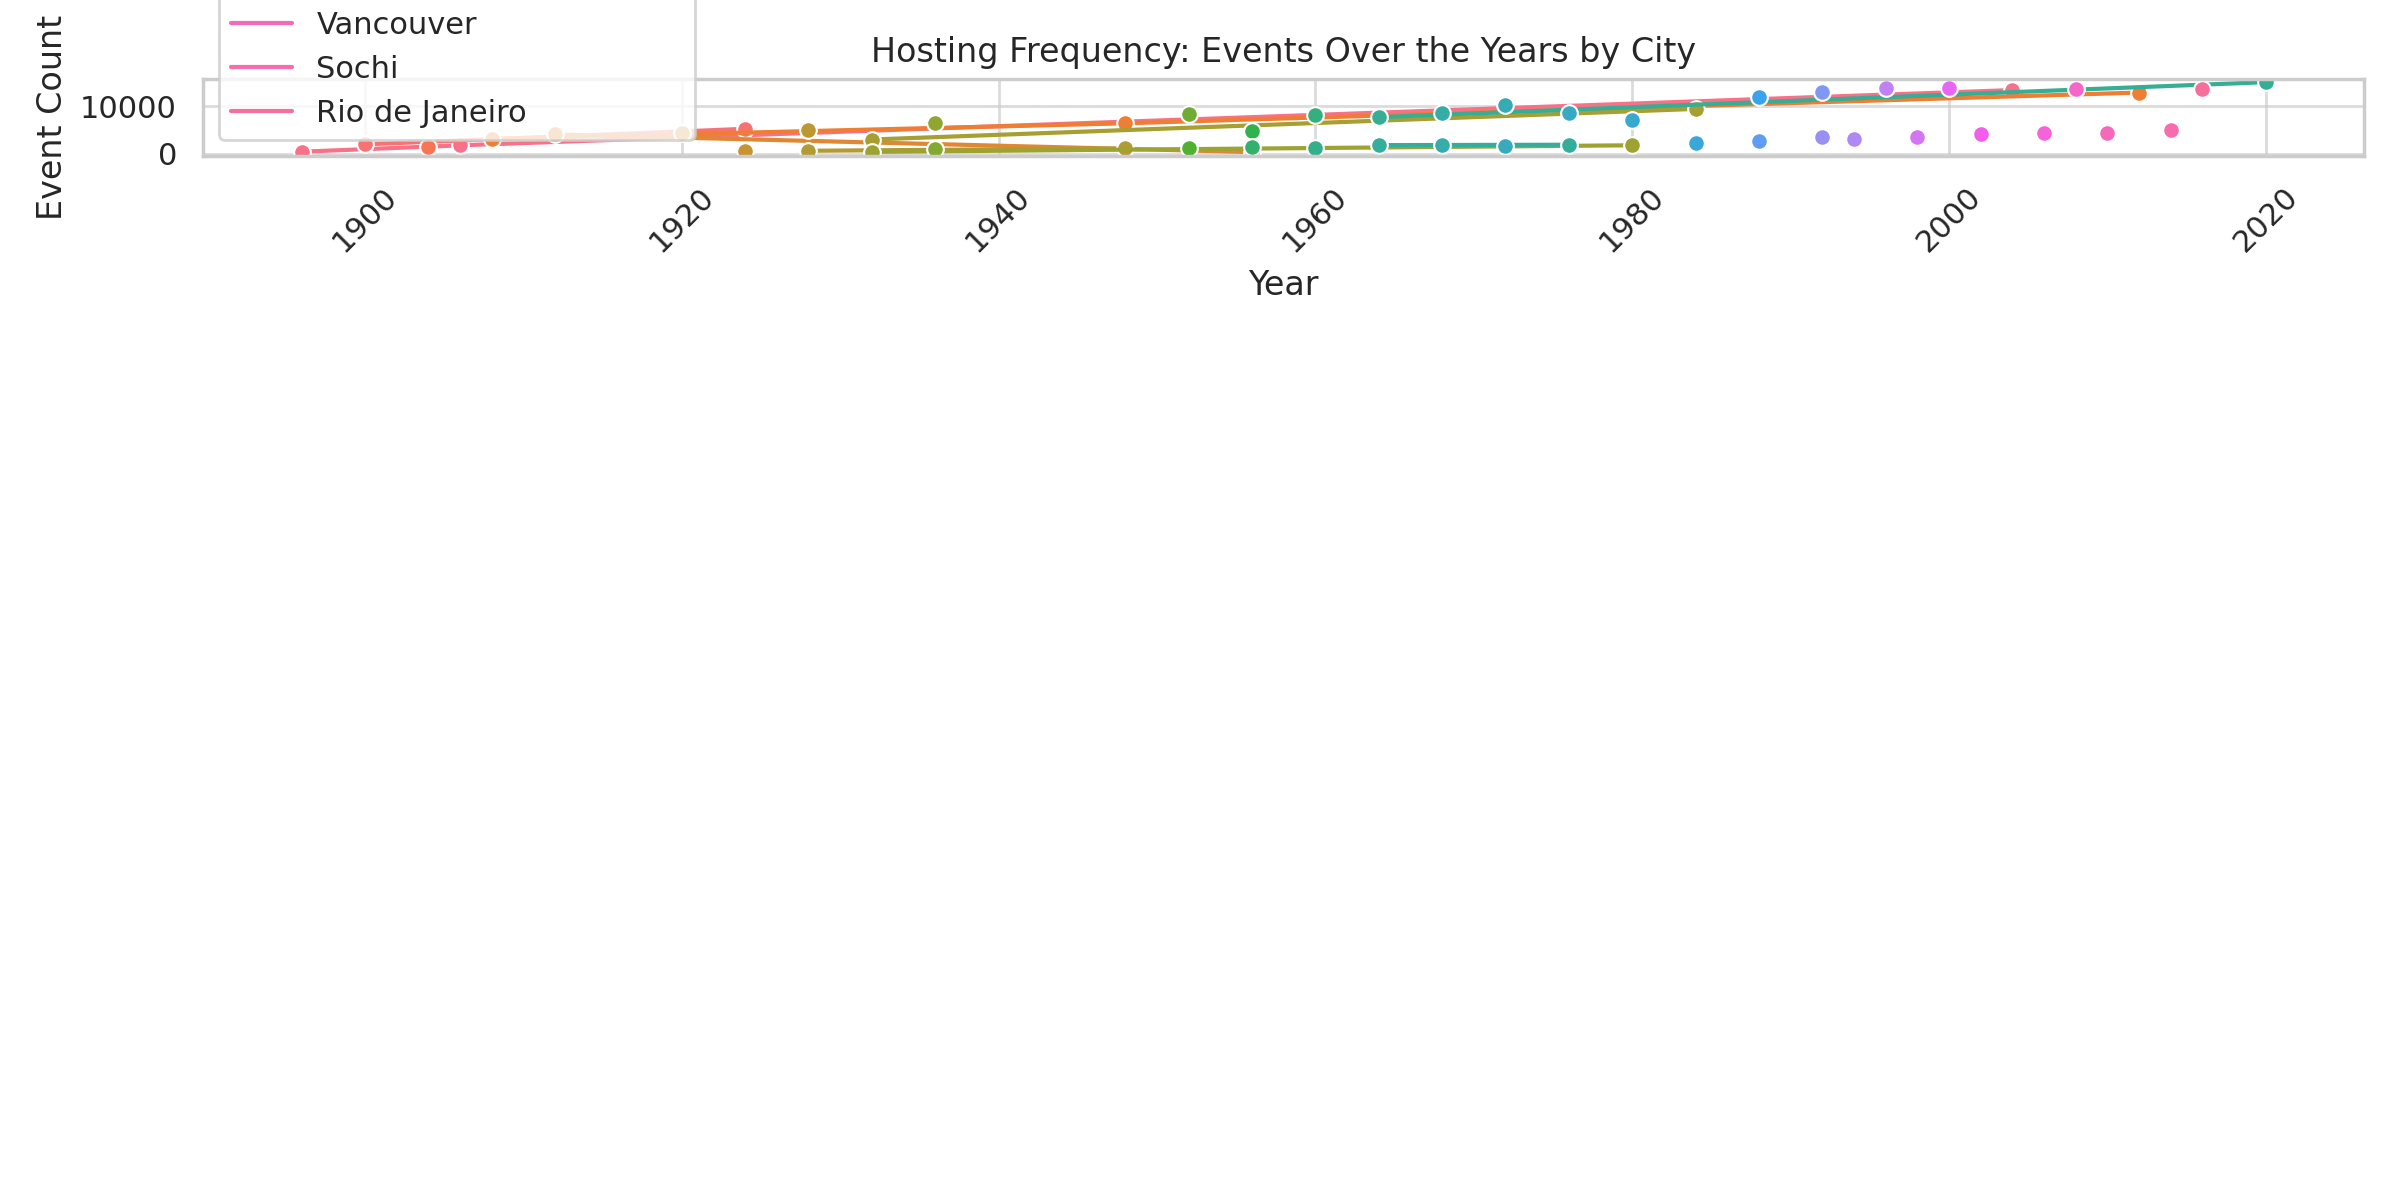 Vancouver
Sochi
Rio de Janeiro
Hosting Frequency: Events Over the Years by City
Event Count
10000
0
1900
1920
1940
1960
1980
2000
2020
Year